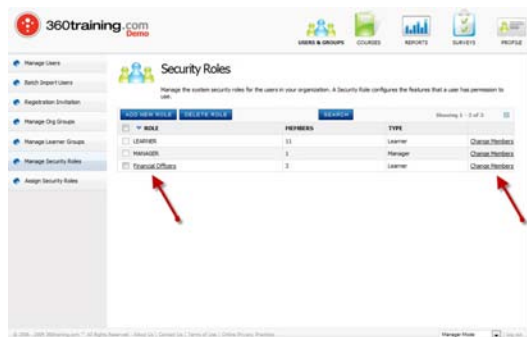 360training.com
Demo
USERS & GROUPS COURSES REPORTS SURVEYS PROFILE
Manage Users
Batch Import Users
Registration Invitation
Manage Org Groups
Manage Learner Groups
Manage Security Roles
Assign Security Roles
Security Roles
Manage the system security roles for the users in your organization. A Security Role configures the features that a user has permission to
use.
ADD NEW ROLE DELETE ROLE SEARCH Showing 1 - 3 of 3
ROLE MEMBERS TYPE
LEARNER 11 Learner Change Members
MANAGER 1 Manager Change Members
Financial Officers 2 Learner Change Members
Manager Mode